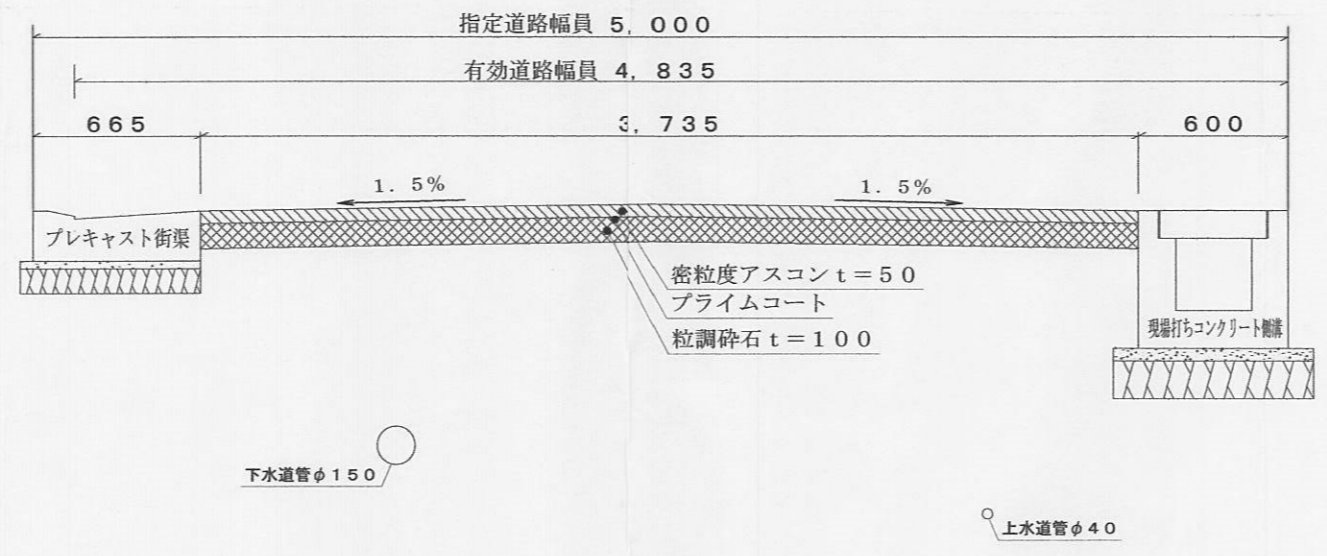 指定道路幅員 5, 000
有効道路幅員 4, 835
665
3, 735
600
1. 5%
1. 5%
プレキャスト街渠
密粒度アスコンt=50
プライムコート
粒調砕石t=100
現場打ちコンクリート側溝
下水道管φ150
上水道管φ40